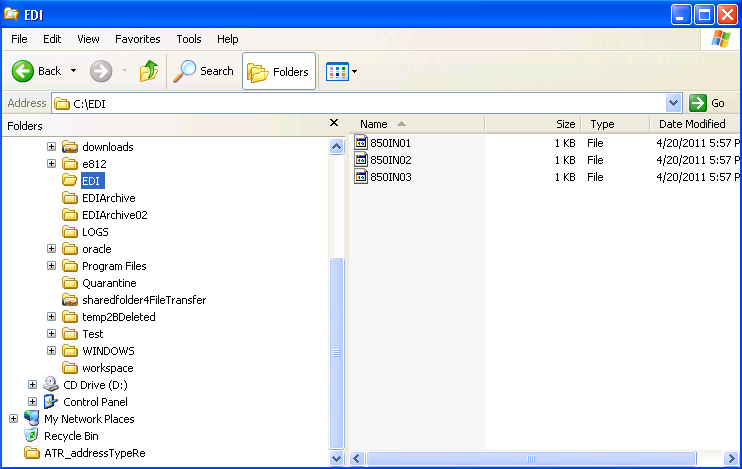 EDI
File Edit View Favorites Tools Help
Back Search Folders
Address C:\EDI Go
Folders
downloads
e812
EDI
EDIArchive
EDIArchive02
LOGS
oracle
Program Files
Quarantine
sharedfolder4FileTransfer
temp2BDeleted
Test
WINDOWS
workspace
CD Drive (D:)
Control Panel
My Network Places
Recycle Bin
ATR_addressTypeRe
Name Size Type Date Modified
850IN01 1 KB File 4/20/2011 5:57 P
850IN02 1 KB File 4/20/2011 5:57 P
850IN03 1 KB File 4/20/2011 5:57 P